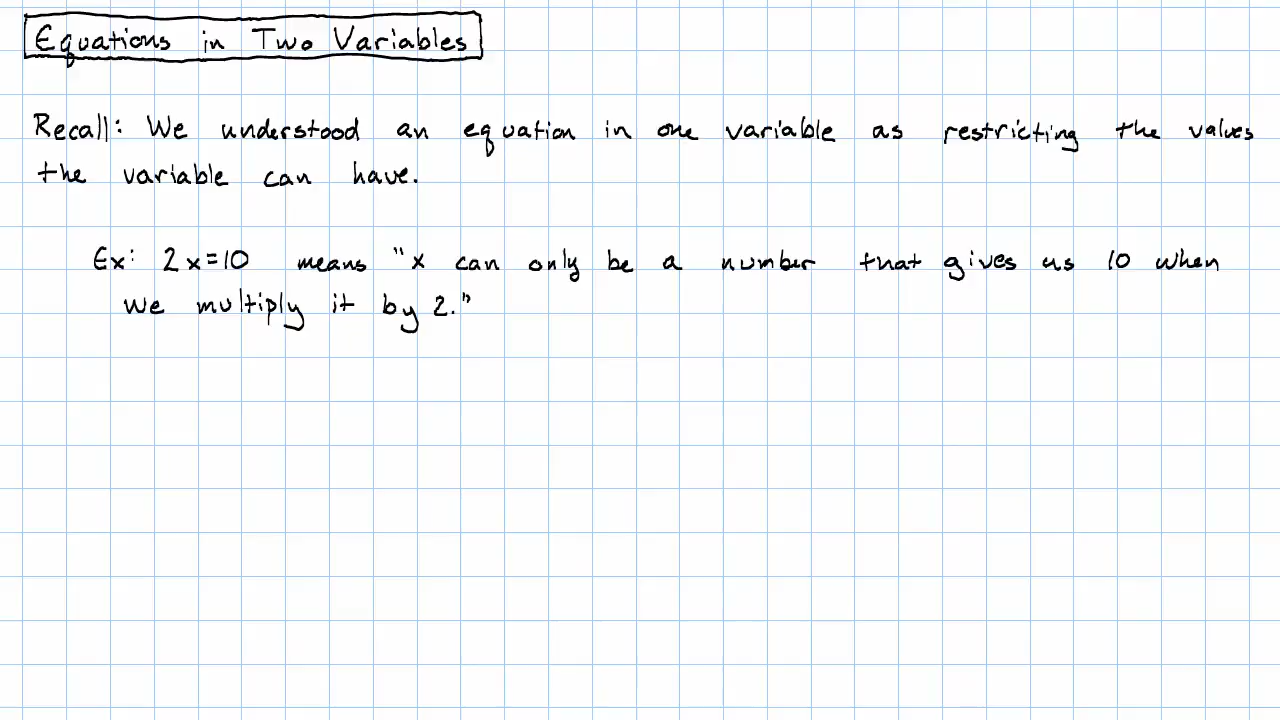 Equations in Two Variables
Recall: We understood an equation in one variable as restricting the values
the variable can have.
Ex: 2x=10 means "x can only be a number that gives us 10 when
we multiply it by 2."